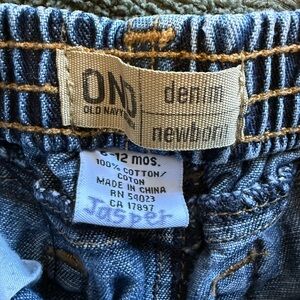 OND
OLD NAVY
denim
newborn
6-12 MOS.
100% COTTON/
COTON
MADE IN CHINA
RN 54023
CA 17897
Jasper